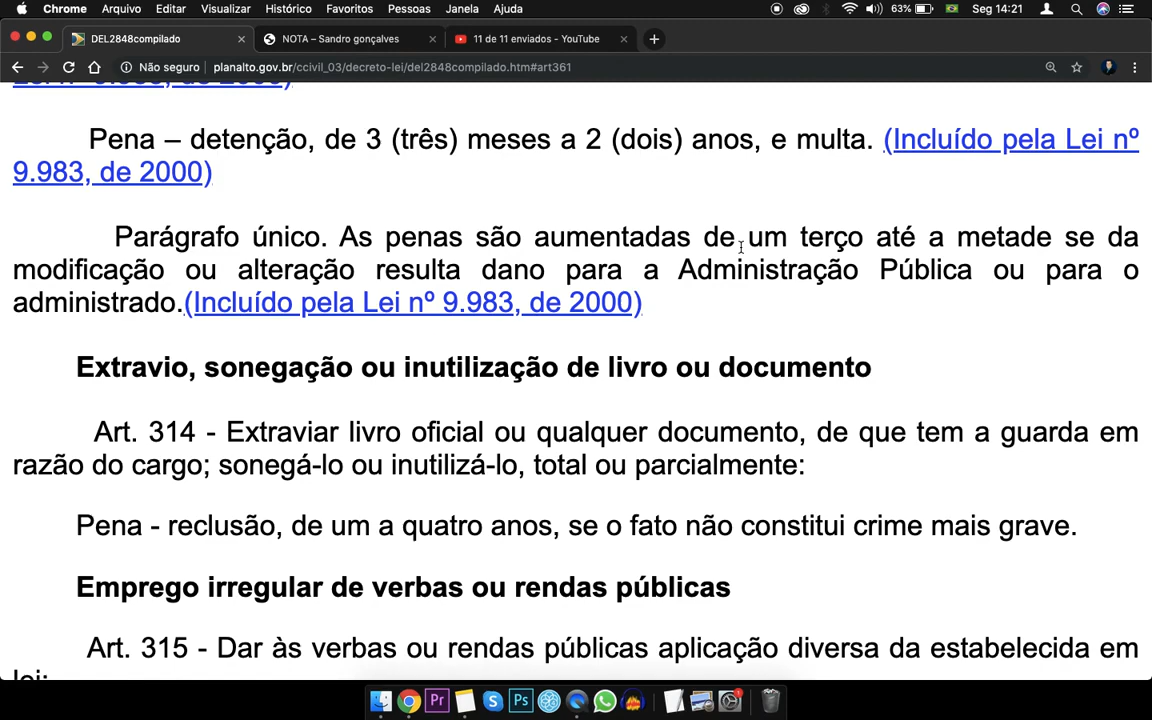 Chrome Arquivo Editar Visualizar Histórico Favoritos Pessoas Janela Ajuda 63% Seg 14:21
DEL2848compilado NOTA – Sandro gonçalves 11 de 11 enviados - YouTube
Não seguro planalto.gov.br/ccivil_03/decreto-lei/del2848compilado.htm#art361
Pena – detenção, de 3 (três) meses a 2 (dois) anos, e multa. (Incluído pela Lei nº
9.983, de 2000)
Parágrafo único. As penas são aumentadas de um terço até a metade se da
modificação ou alteração resulta dano para a Administração Pública ou para o
administrado.(Incluído pela Lei nº 9.983, de 2000)
Extravio, sonegação ou inutilização de livro ou documento
Art. 314 - Extraviar livro oficial ou qualquer documento, de que tem a guarda em
razão do cargo; sonegá-lo ou inutilizá-lo, total ou parcialmente:
Pena - reclusão, de um a quatro anos, se o fato não constitui crime mais grave.
Emprego irregular de verbas ou rendas públicas
Art. 315 - Dar às verbas ou rendas públicas aplicação diversa da estabelecida em
lei:
Pr S Ps 1